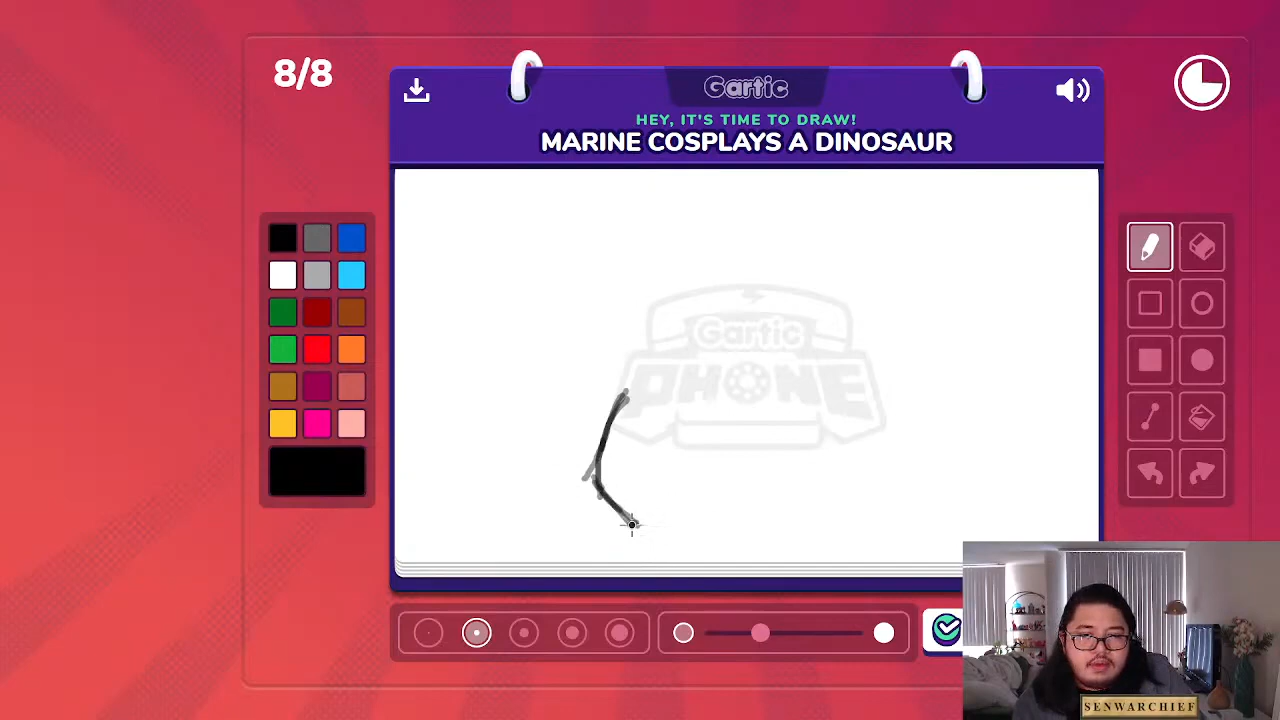 8/8
Gartic
HEY, IT'S TIME TO DRAW!
MARINE COSPLAYS A DINOSAUR
Gartic
PHONE
SENWARCHIEF